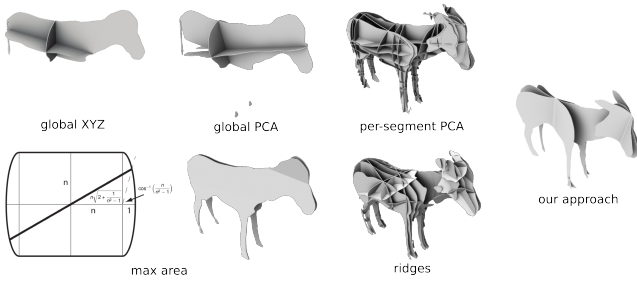 global XYZ
global PCA
per-segment PCA
our approach
n
n
1
max area
ridges